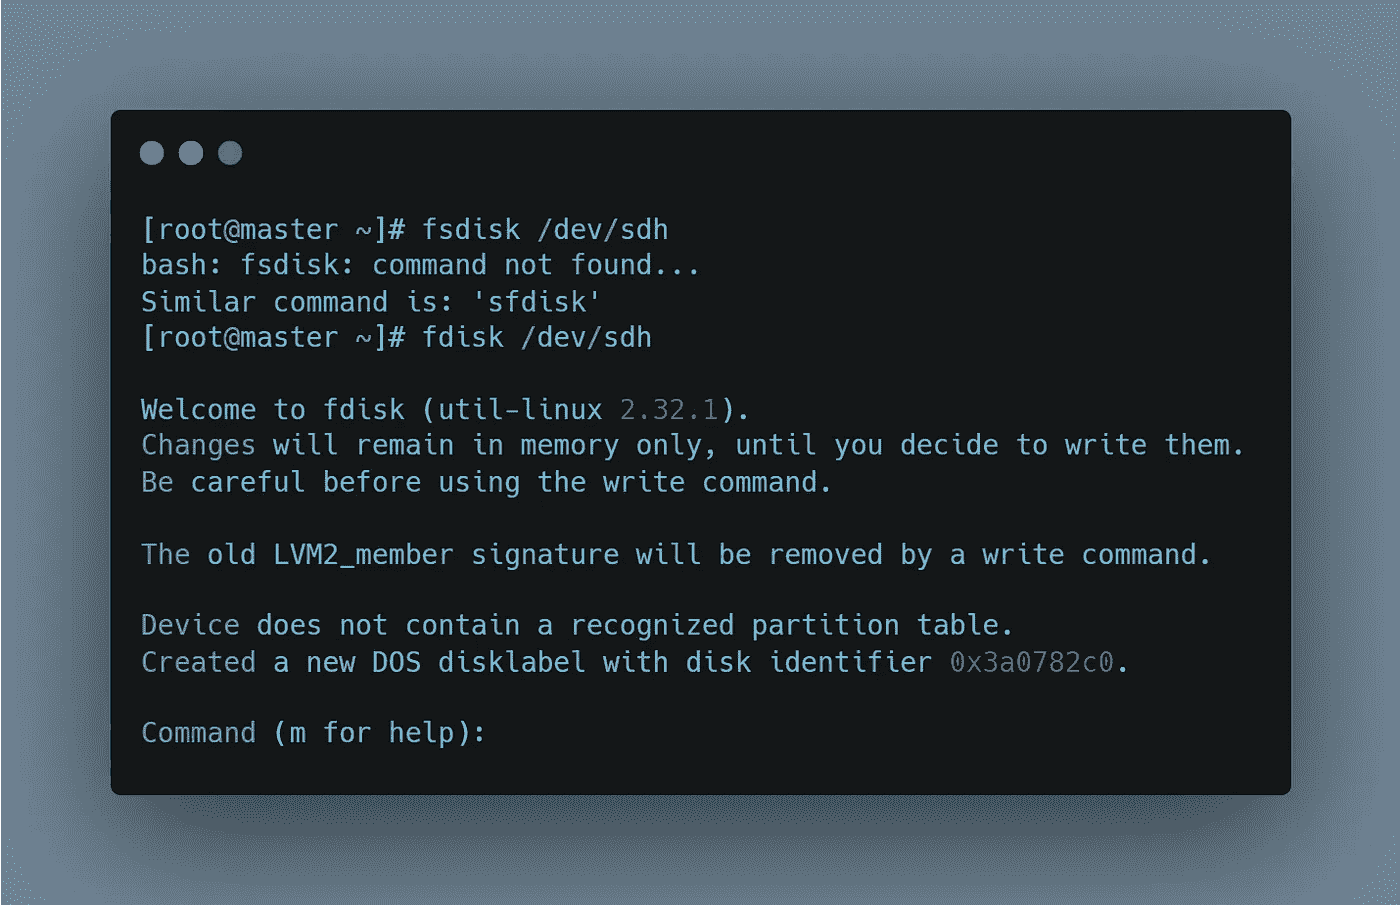 [root@master ~]# fsdisk /dev/sdh
bash: fsdisk: command not found...
Similar command is: 'sfdisk'
[root@master ~]# fdisk /dev/sdh
Welcome to fdisk (util-linux 2.32.1).
Changes will remain in memory only, until you decide to write them.
Be careful before using the write command.
The old LVM2_member signature will be removed by a write command.
Device does not contain a recognized partition table.
Created a new DOS disklabel with disk identifier 0x3a0782c0.
Command (m for help):